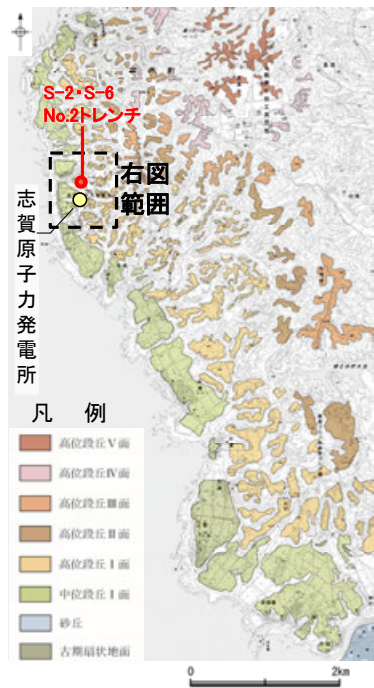 S-2・S-6
No.2トレンチ
右図
範囲
志賀原子力発電所
凡 例
高位段丘Ⅴ面
高位段丘Ⅳ面
高位段丘Ⅲ面
高位段丘Ⅱ面
高位段丘Ⅰ面
中位段丘Ⅰ面
砂丘
古期扇状地面
0 2km